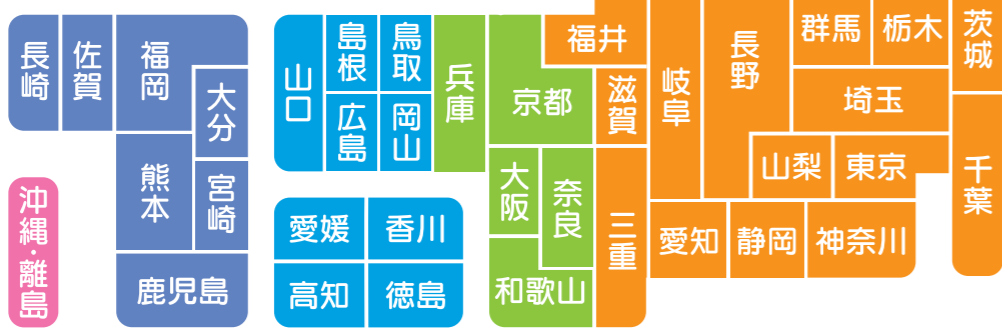 長崎
佐賀
福岡
大分
熊本
宮崎
鹿児島
沖縄・離島
山口
島根
鳥取
広島
岡山
愛媛
香川
高知
徳島
兵庫
京都
大阪
奈良
和歌山
福井
滋賀
三重
岐阜
長野
群馬
栃木
茨城
埼玉
山梨
東京
千葉
愛知
静岡
神奈川